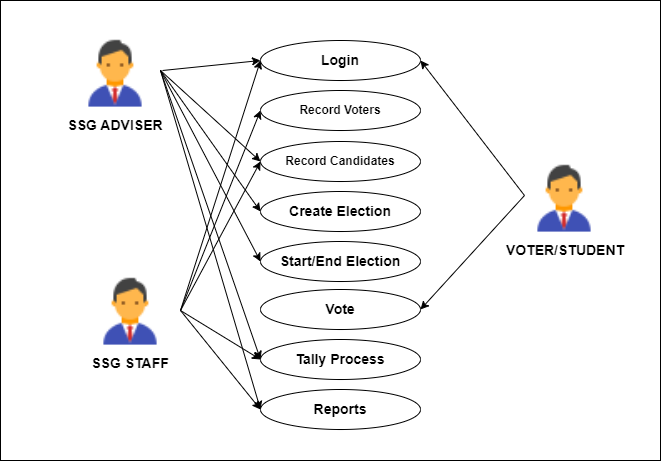 Login
Record Voters
SSG ADVISER
Record Candidates
Create Election
VOTER/STUDENT
Start/End Election
Vote
Tally Process
SSG STAFF
Reports